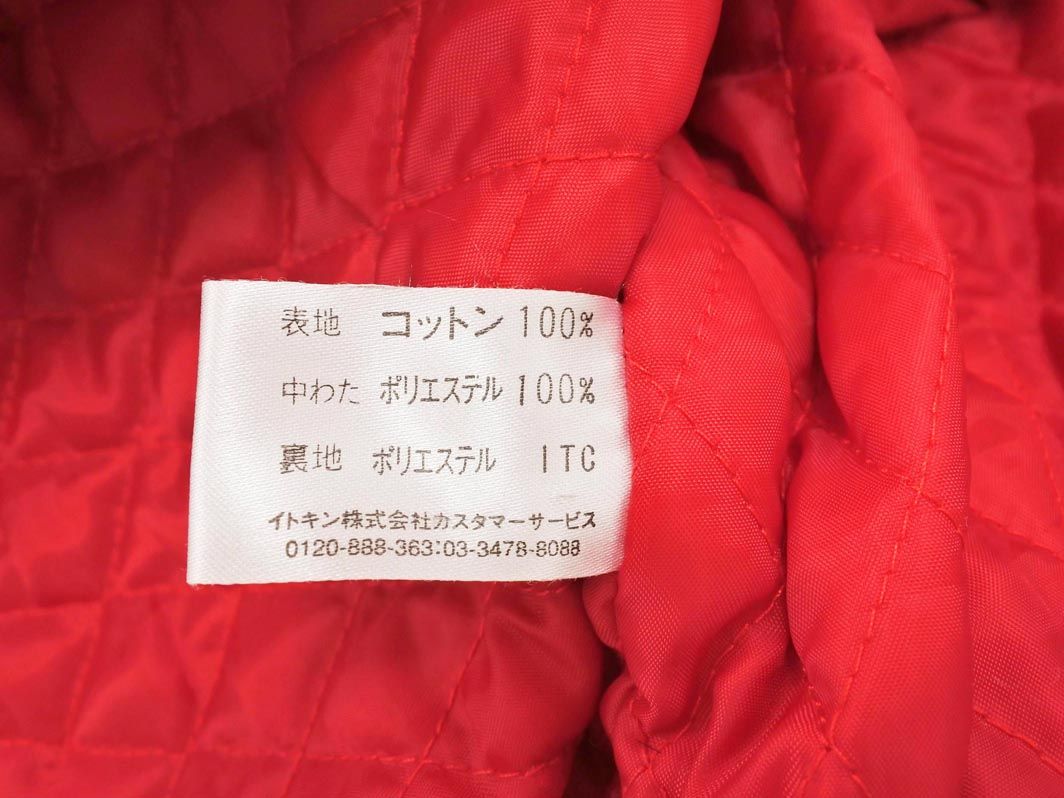 表地 コットン 100%
中わた ポリエステル 100%
裏地 ポリエステル ITC
イトキン株式会社カスタマーサービス
0120-888-363:03-3478-8088